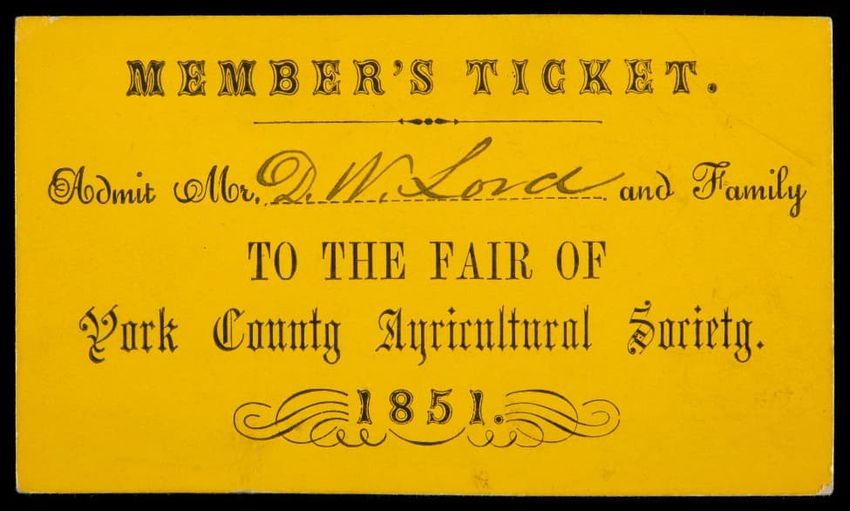 MEMBER'S TICKET.
Admit Mr. D. W. Lord and Family
TO THE FAIR OF
York County Agricultural Society.
1851.